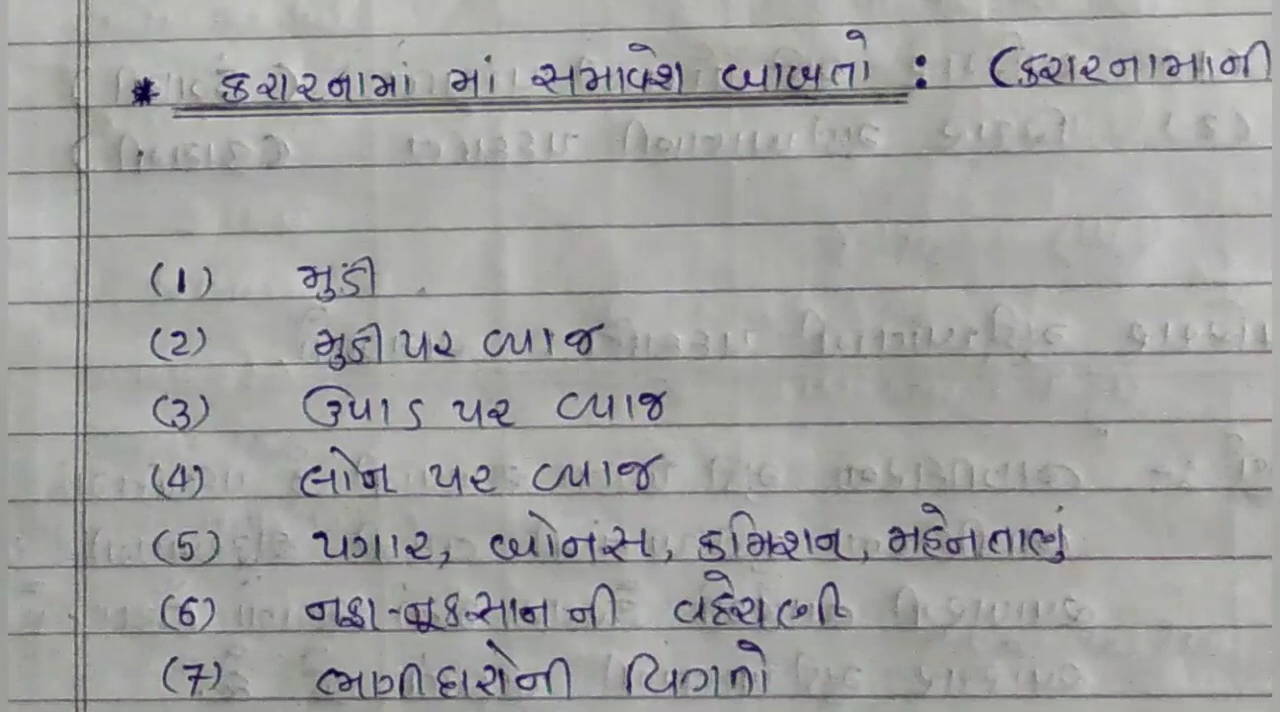 * કરારનામાં માં સમાવેશ બાબતો : (કરારનામાની
(1) મુડી
(2) મુડી પર વ્યાજ
(3) ઉપાડ પર વ્યાજ
(4) લોન પર વ્યાજ
(5) પગાર, બોનસ, કમિશન, મહેનતાણું
(6) નફા-નૂકસાન ની વહેંચણી
(7) ભાગીદારોની વિગતો